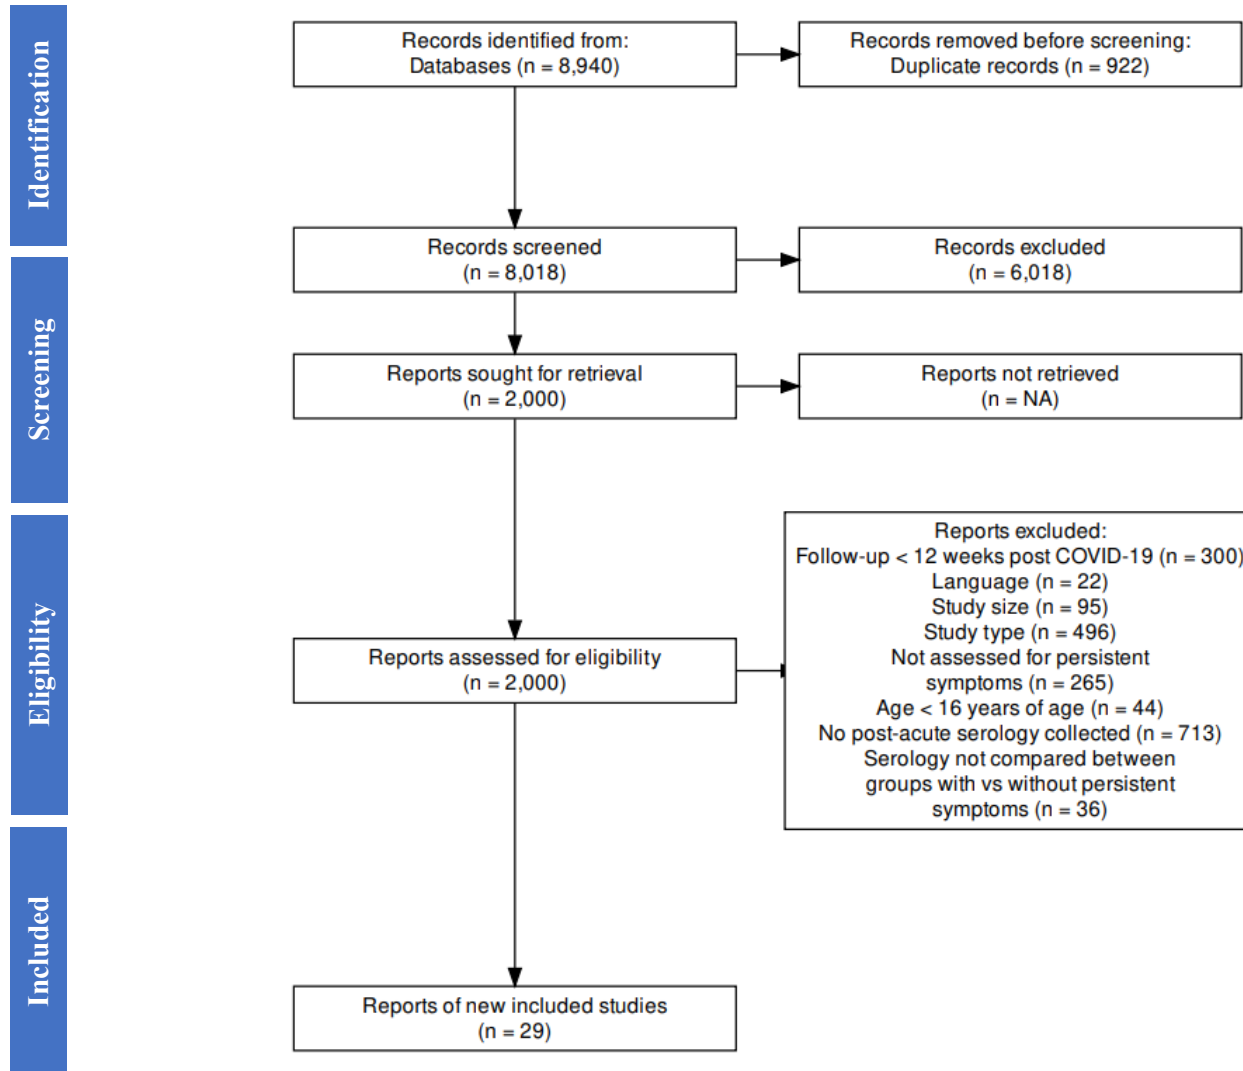 Identification
Records identified from:
Databases (n = 8,940)
Records removed before screening:
Duplicate records (n = 922)
Records screened
(n = 8,018)
Records excluded
(n = 6,018)
Screening
Reports sought for retrieval
(n = 2,000)
Reports not retrieved
(n = NA)
Eligibility
Reports assessed for eligibility
(n = 2,000)
Reports excluded:
Follow-up < 12 weeks post COVID-19 (n = 300)
Language (n = 22)
Study size (n = 95)
Study type (n = 496)
Not assessed for persistent
symptoms (n = 265)
Age < 16 years of age (n = 44)
No post-acute serology collected (n = 713)
Serology not compared between
groups with vs without persistent
symptoms (n = 36)
Included
Reports of new included studies
(n = 29)